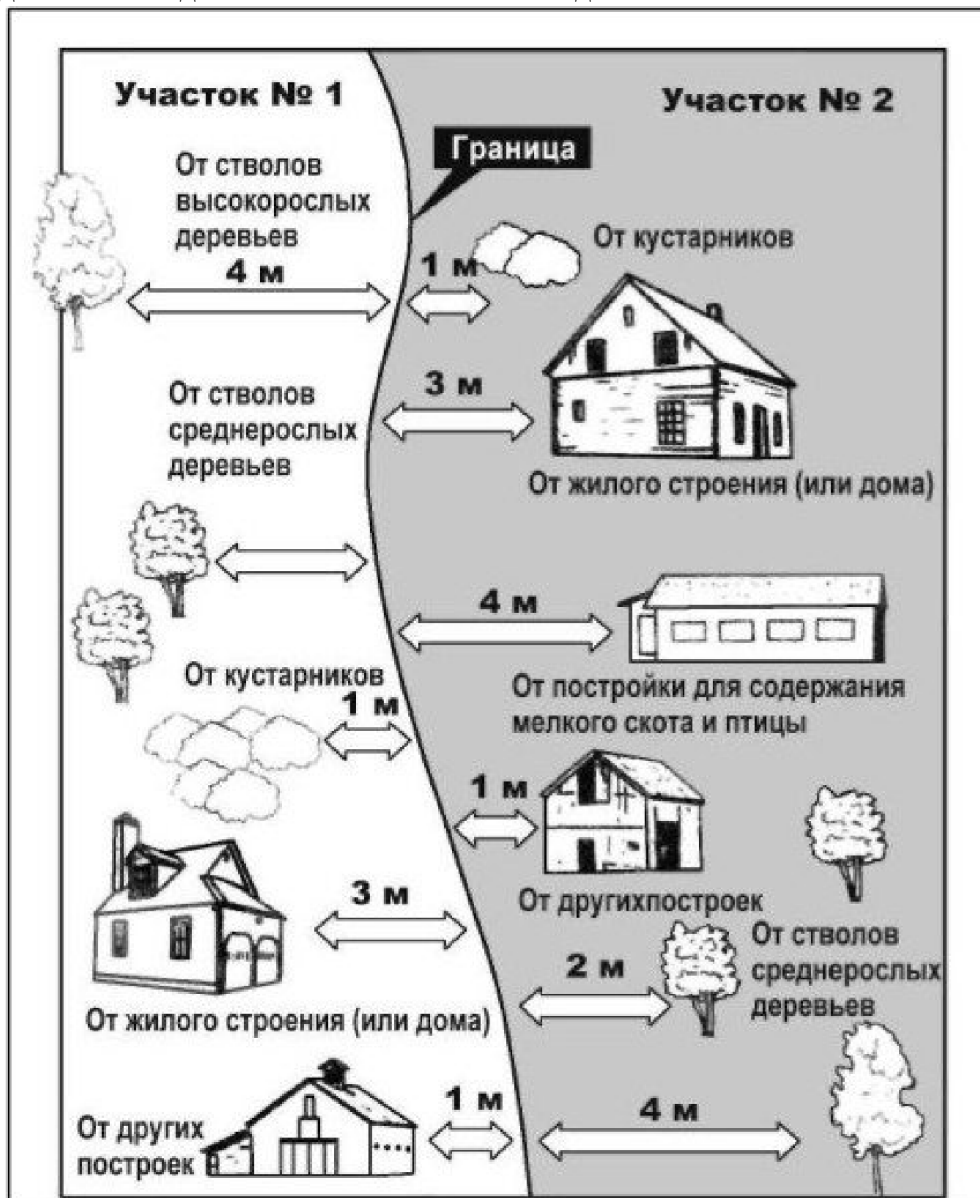 Участок № 1
Участок № 2
Граница
От стволов
высокорослых
деревьев
4 м
1 м
От кустарников
3 м
От стволов
среднерослых
деревьев
От жилого строения (или дома)
4 м
От кустарников
1 м
От постройки для содержания
мелкого скота и птицы
1 м
От другихпостроек
3 м
От стволов
среднерослых
деревьев
2 м
От жилого строения (или дома)
От других
построек
1 м
4 м